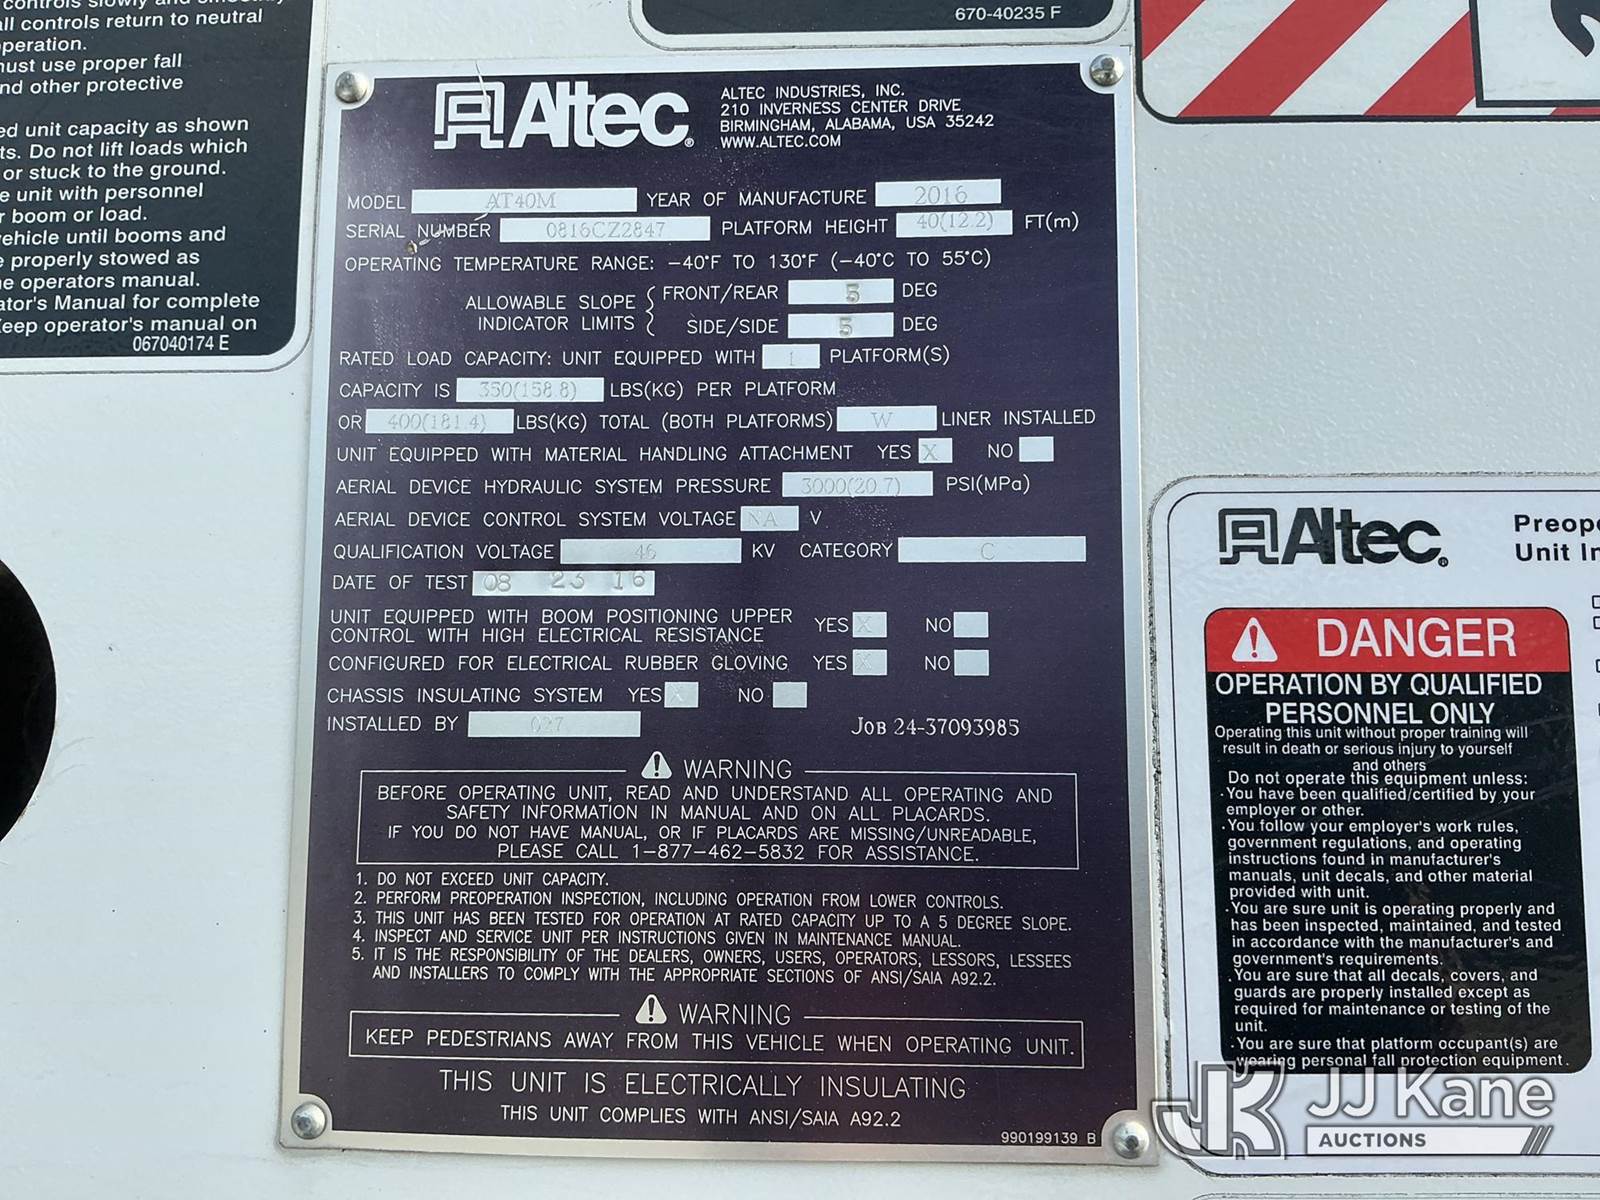 controls slowly and smoothly
all controls return to neutral
operation.
must use proper fall
and other protective
ed unit capacity as shown
ts. Do not lift loads which
or stuck to the ground.
e unit with personnel
r boom or load.
vehicle until booms and
e properly stowed as
he operators manual.
ator's Manual for complete
Keep operator's manual on
067040174 E
670-40235 F
Altec®
ALTEC INDUSTRIES, INC.
210 INVERNESS CENTER DRIVE
BIRMINGHAM, ALABAMA, USA 35242
WWW.ALTEC.COM
MODEL AT40M YEAR OF MANUFACTURE 2016
SERIAL NUMBER 0816CZ2847 PLATFORM HEIGHT 40(12.2) FT(m)
OPERATING TEMPERATURE RANGE: -40°F TO 130°F (-40°C TO 55°C)
ALLOWABLE SLOPE INDICATOR LIMITS { FRONT/REAR 5 DEG
SIDE/SIDE 5 DEG
RATED LOAD CAPACITY: UNIT EQUIPPED WITH 1 PLATFORM(S)
CAPACITY IS 350(158.8) LBS(KG) PER PLATFORM
OR 400(181.4) LBS(KG) TOTAL (BOTH PLATFORMS) W LINER INSTALLED
UNIT EQUIPPED WITH MATERIAL HANDLING ATTACHMENT YES X NO
AERIAL DEVICE HYDRAULIC SYSTEM PRESSURE 3000(20.7) PSI(MPa)
AERIAL DEVICE CONTROL SYSTEM VOLTAGE NA V
QUALIFICATION VOLTAGE 46 KV CATEGORY C
DATE OF TEST 08 23 16
UNIT EQUIPPED WITH BOOM POSITIONING UPPER
CONTROL WITH HIGH ELECTRICAL RESISTANCE YES X NO
CONFIGURED FOR ELECTRICAL RUBBER GLOVING YES X NO
CHASSIS INSULATING SYSTEM YES X NO
INSTALLED BY 027
JOB 24-37093985
WARNING
BEFORE OPERATING UNIT, READ AND UNDERSTAND ALL OPERATING AND
SAFETY INFORMATION IN MANUAL AND ON ALL PLACARDS.
IF YOU DO NOT HAVE MANUAL, OR IF PLACARDS ARE MISSING/UNREADABLE,
PLEASE CALL 1-877-462-5832 FOR ASSISTANCE.
1. DO NOT EXCEED UNIT CAPACITY.
2. PERFORM PREOPERATION INSPECTION, INCLUDING OPERATION FROM LOWER CONTROLS.
3. THIS UNIT HAS BEEN TESTED FOR OPERATION AT RATED CAPACITY UP TO A 5 DEGREE SLOPE.
4. INSPECT AND SERVICE UNIT PER INSTRUCTIONS GIVEN IN MAINTENANCE MANUAL.
5. IT IS THE RESPONSIBILITY OF THE DEALERS, OWNERS, USERS, OPERATORS, LESSORS, LESSEES
AND INSTALLERS TO COMPLY WITH THE APPROPRIATE SECTIONS OF ANSI/SAIA A92.2.
WARNING
KEEP PEDESTRIANS AWAY FROM THIS VEHICLE WHEN OPERATING UNIT.
THIS UNIT IS ELECTRICALLY INSULATING
THIS UNIT COMPLIES WITH ANSI/SAIA A92.2
990199139 B
Altec®
Preope
Unit In
DANGER
OPERATION BY QUALIFIED
PERSONNEL ONLY
Operating this unit without proper training will
result in death or serious injury to yourself
and others
Do not operate this equipment unless:
·You have been qualified/certified by your
employer or other.
·You follow your employer's work rules,
government regulations, and operating
instructions found in manufacturer's
manuals, unit decals, and other material
provided with unit.
·You are sure unit is operating properly and
has been inspected, maintained, and tested
in accordance with the manufacturer's and
government's requirements.
·You are sure that all decals, covers, and
guards are properly installed except as
required for maintenance or testing of the
unit.
·You are sure that platform occupant(s) are
wearing personal fall protection equipment.
JJ Kane
AUCTIONS